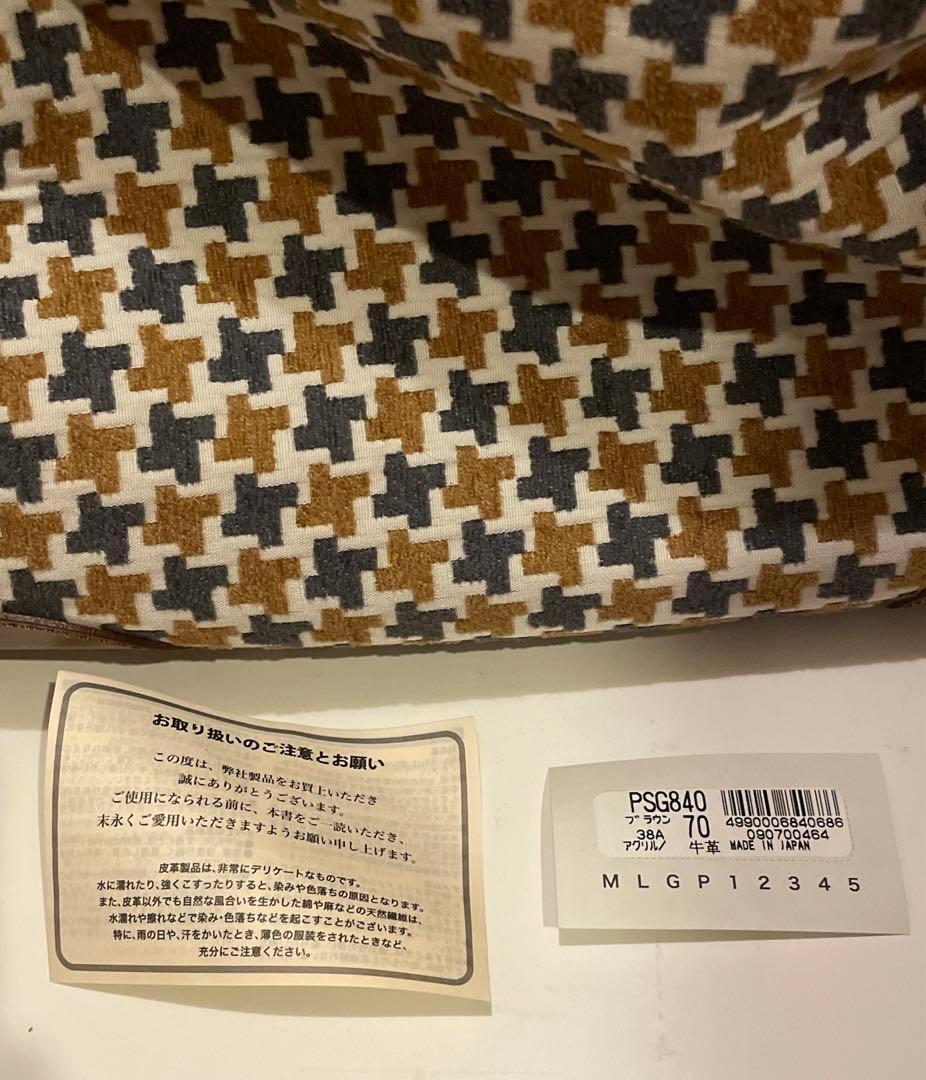 お取り扱いのご注意とお願い
この度は、弊社製品をお買上いただき
誠にありがとうございます。
ご使用になられる前に、本書をご一読いただき、
末永くご愛用いただきますようお願い申し上げます。
皮革製品は、非常にデリケートなものです。
水に濡れたり、強くこすったりすると、染みや色落ちの原因となります。
また、皮革以外でも自然な風合いを生かした綿や麻などの天然繊維は、
水濡れや擦れなどで染み・色落ちなどを起こすことがございます。
特に、雨の日や、汗をかいたとき、薄色の服装をされたときなど、
充分にご注意ください。
PSG840
ブラウン 70 4990006840686
38A 090700464
アクリル/ 牛革 MADE IN JAPAN
M L G P 1 2 3 4 5